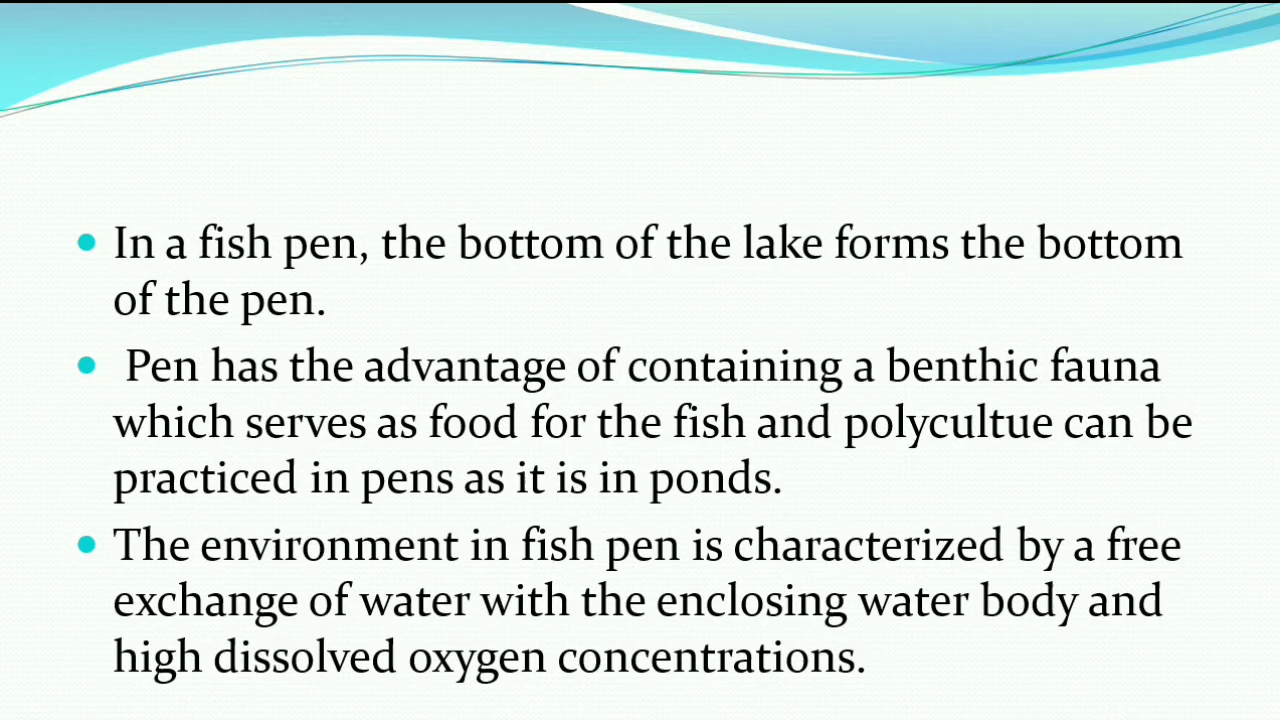 • In a fish pen, the bottom of the lake forms the bottom
of the pen.
• Pen has the advantage of containing a benthic fauna
which serves as food for the fish and polycultue can be
practiced in pens as it is in ponds.
• The environment in fish pen is characterized by a free
exchange of water with the enclosing water body and
high dissolved oxygen concentrations.